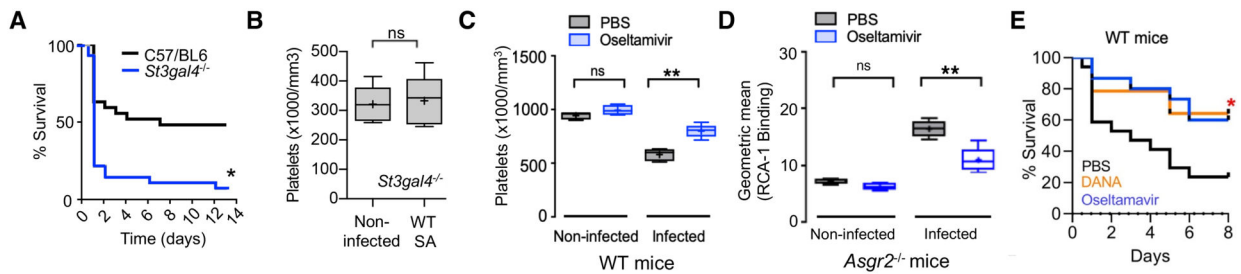 A
% Survival
100
50
0
0 2 4 6 8 10 12 14
Time (days)
C57/BL6
St3gal4-/-
*
B
Platelets (x1000/mm3)
500
400
300
200
100
0
ns
St3gal4-/-
Non-
infected
WT
SA
C
PBS
Oseltamivir
Platelets (x1000/mm³)
1500
1000
500
0
ns
**
Non-infected
Infected
WT mice
D
PBS
Oseltamivir
Geometric mean
(RCA-1 Binding)
30
20
10
0
ns
**
Non-infected
Infected
Asgr2-/- mice
E
WT mice
% Survival
100
80
60
40
20
0
*
PBS
DANA
Oseltamavir
0 2 4 6 8
Days